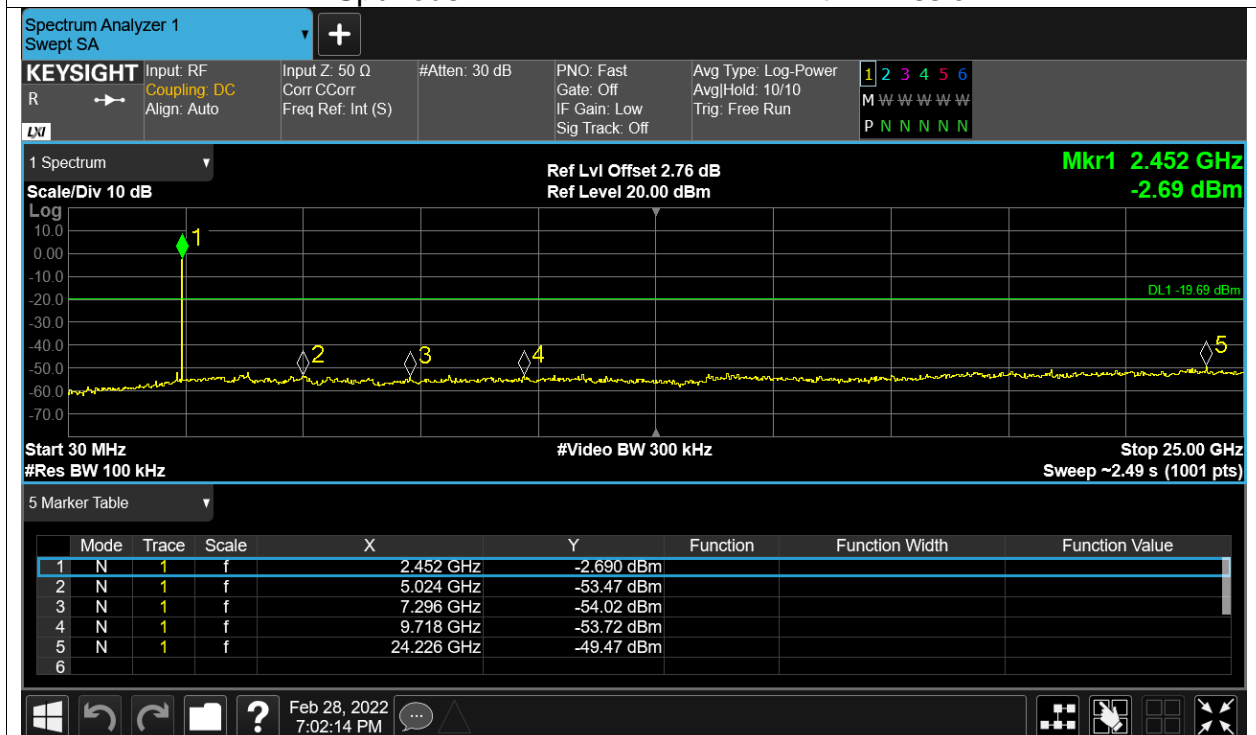 Spectrum Analyzer 1
Swept SA
+
KEYSIGHT Input: RF Input Z: 50 Ω #Atten: 30 dB PNO: Fast Avg Type: Log-Power 1 2 3 4 5 6
R Coupling: DC Corr CCorr Gate: Off Avg|Hold: 10/10 M W W W W W W
Align: Auto Freq Ref: Int (S) IF Gain: Low Trig: Free Run
LXI Sig Track: Off P N N N N N N
1 Spectrum Ref Lvl Offset 2.76 dB Mkr1 2.452 GHz
Scale/Div 10 dB Ref Level 20.00 dBm -2.69 dBm
Log
10.0
1
0.00
-10.0
DL1 -19.69 dBm
-20.0
-30.0
-40.0
2 3 4 5
-50.0
-60.0
-70.0
Start 30 MHz #Video BW 300 kHz Stop 25.00 GHz
#Res BW 100 kHz Sweep ~2.49 s (1001 pts)
5 Marker Table
Mode Trace Scale X Y Function Function Width Function Value
1 N 1 f 2.452 GHz -2.690 dBm
2 N 1 f 5.024 GHz -53.47 dBm
3 N 1 f 7.296 GHz -54.02 dBm
4 N 1 f 9.718 GHz -53.72 dBm
5 N 1 f 24.226 GHz -49.47 dBm
6
? Feb 28, 2022
7:02:14 PM